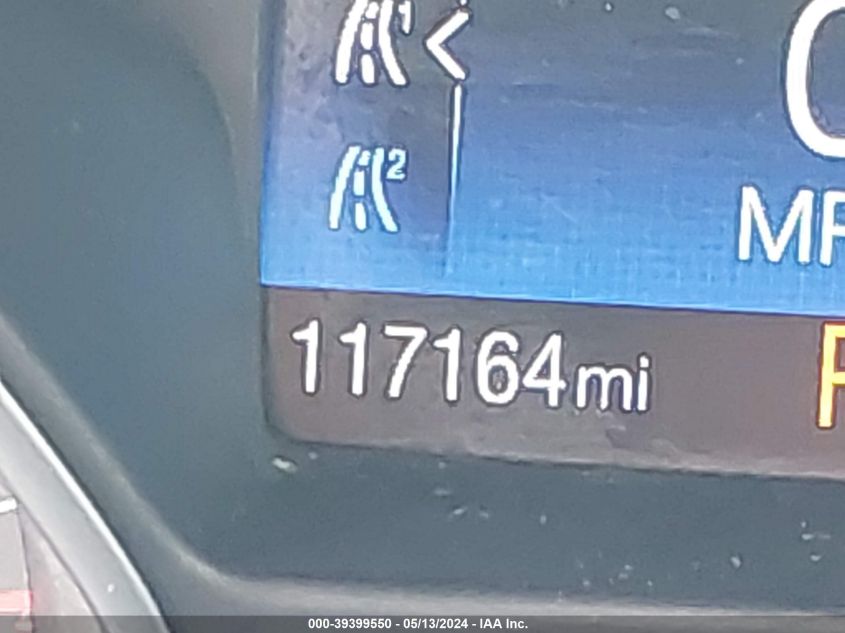 1
2
117164mi
000-39399550 - 05/13/2024 - IAA Inc.